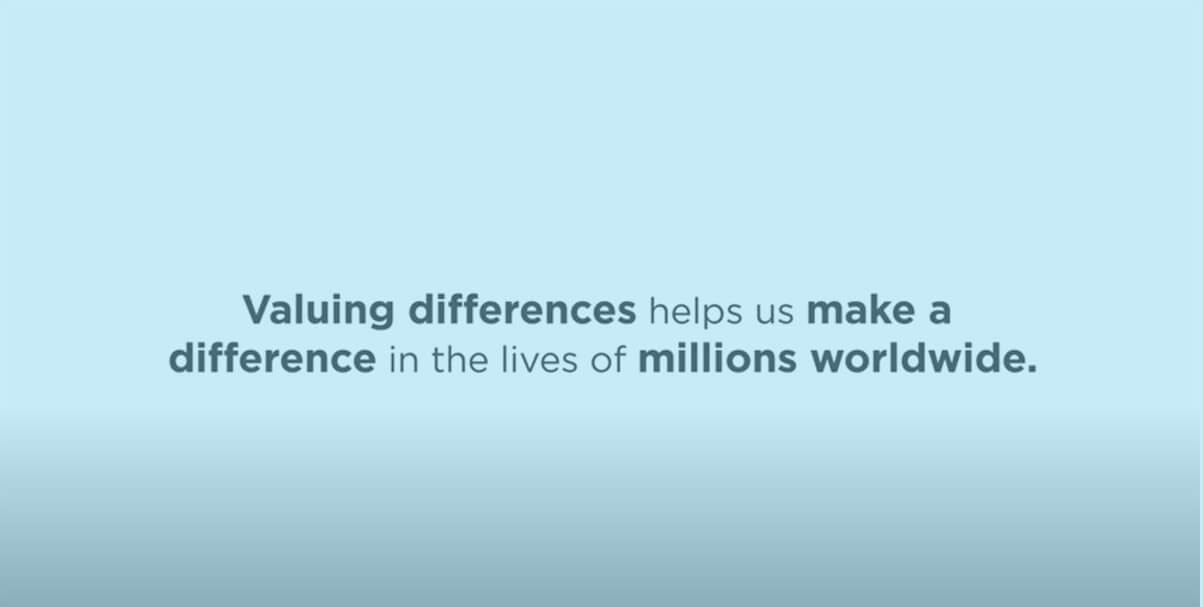 Valuing differences helps us make a
difference in the lives of millions worldwide.